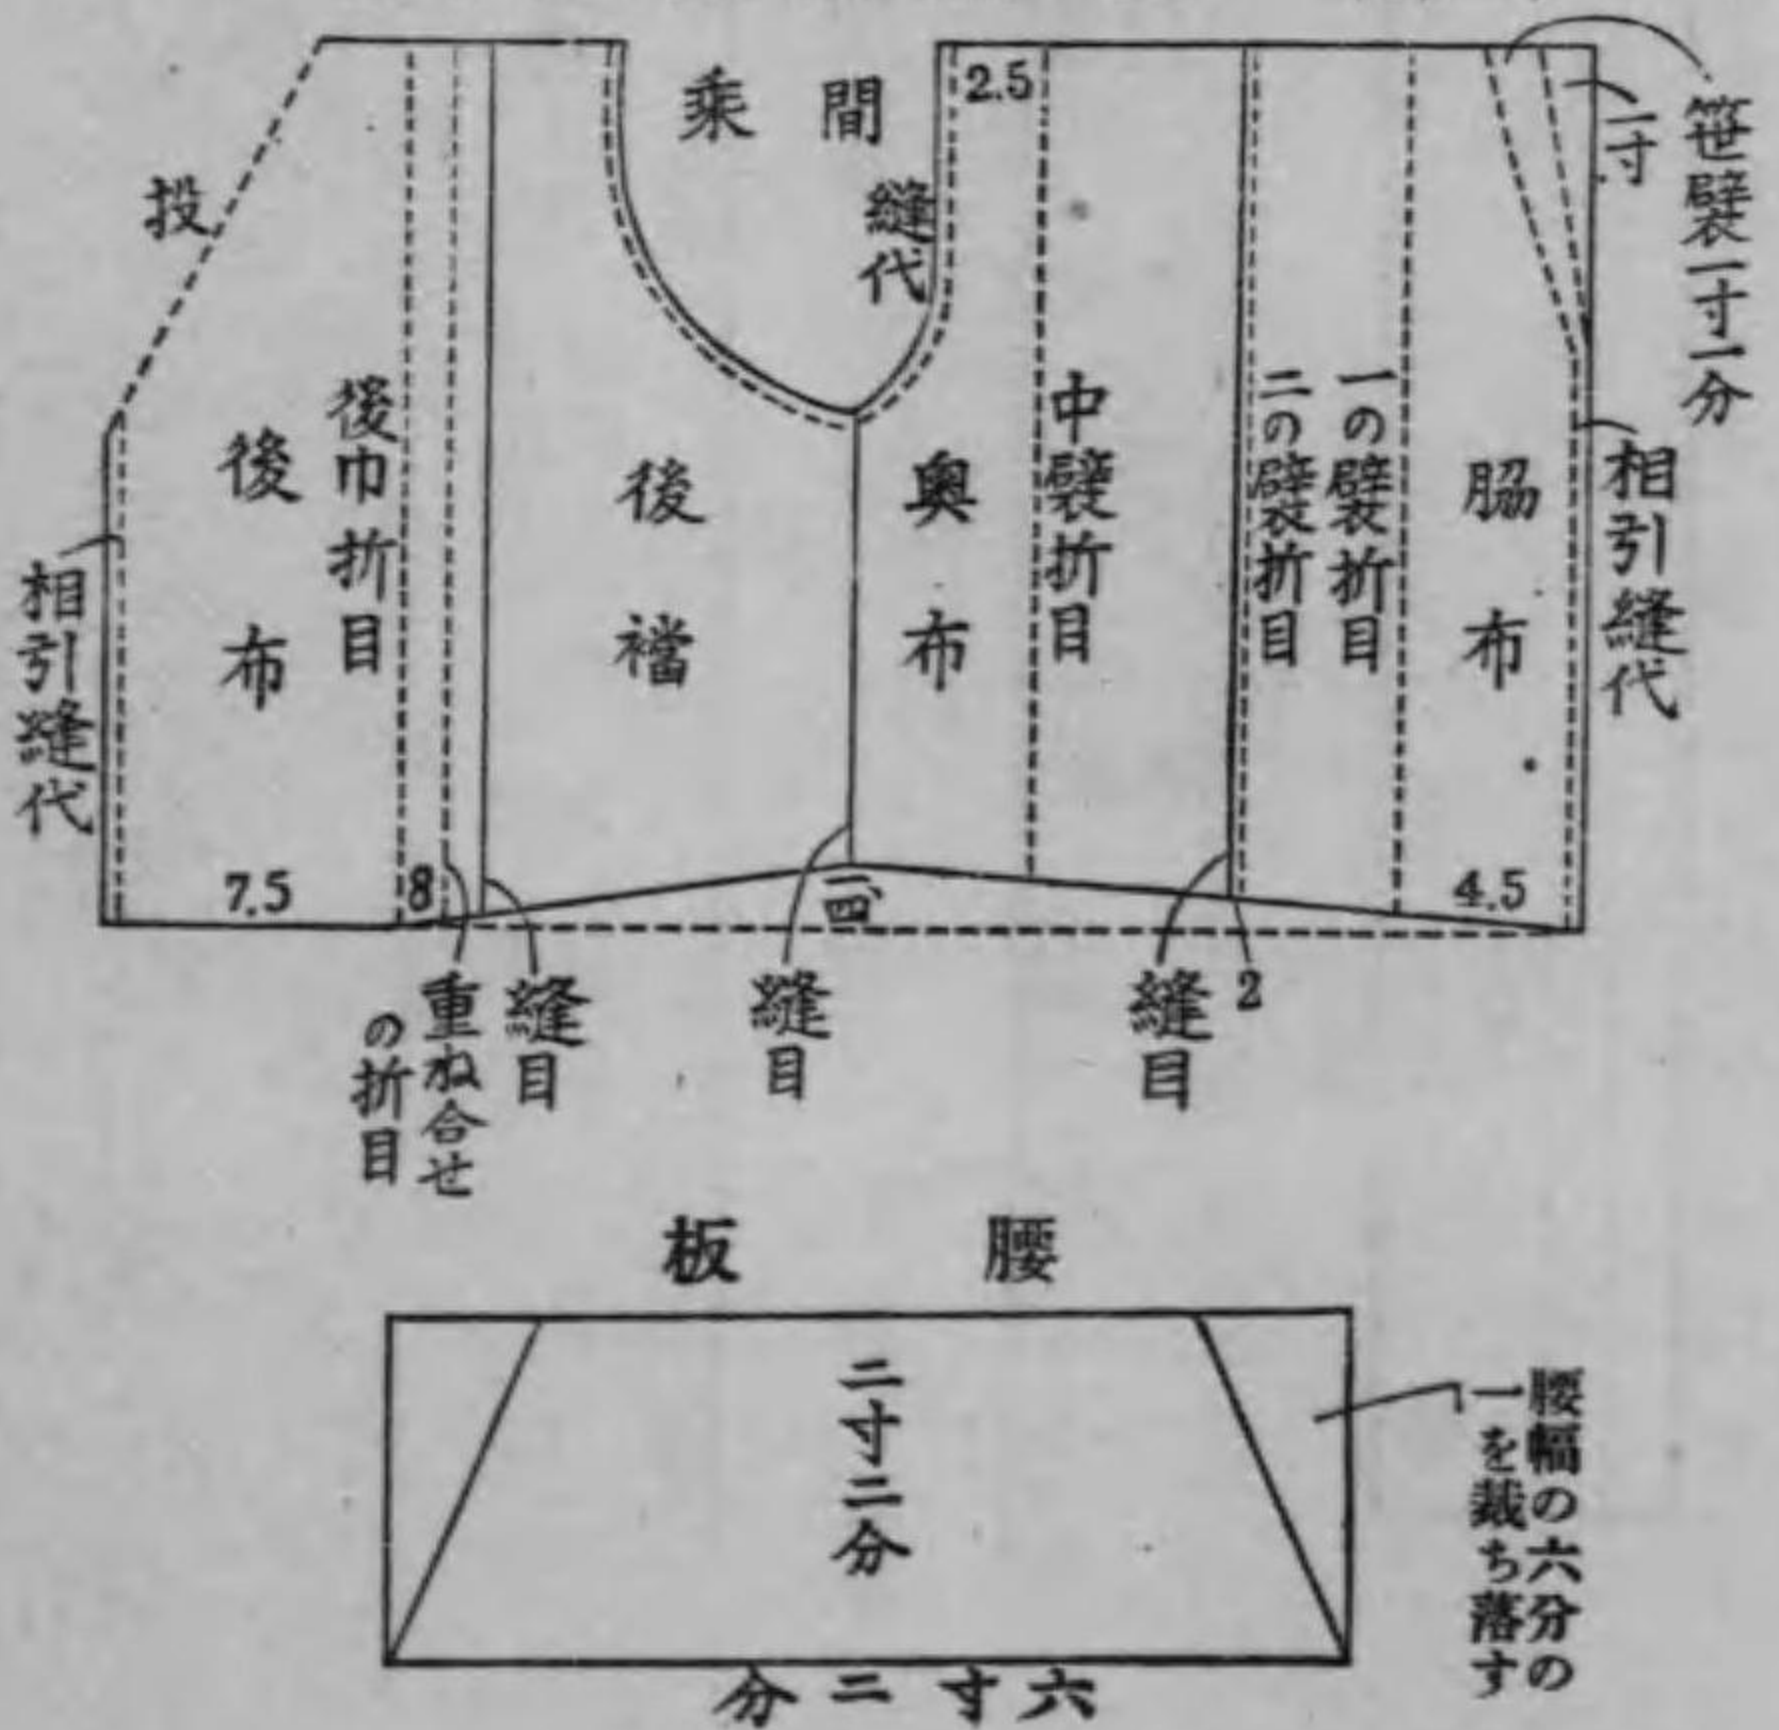 笹襞一寸一分
一寸
相引縫代
脇布
一の襞折目
二の襞折目
2.5
中襞折目
奥布
間乗
縫代
後襠
後巾折目
後布
投
相引縫代
4.5
2
縫目
縫目
縫目
重ね合せ
の折目
8
7.5
腰板
二寸二分
六寸二分
腰幅の六分の
一を裁ち落す